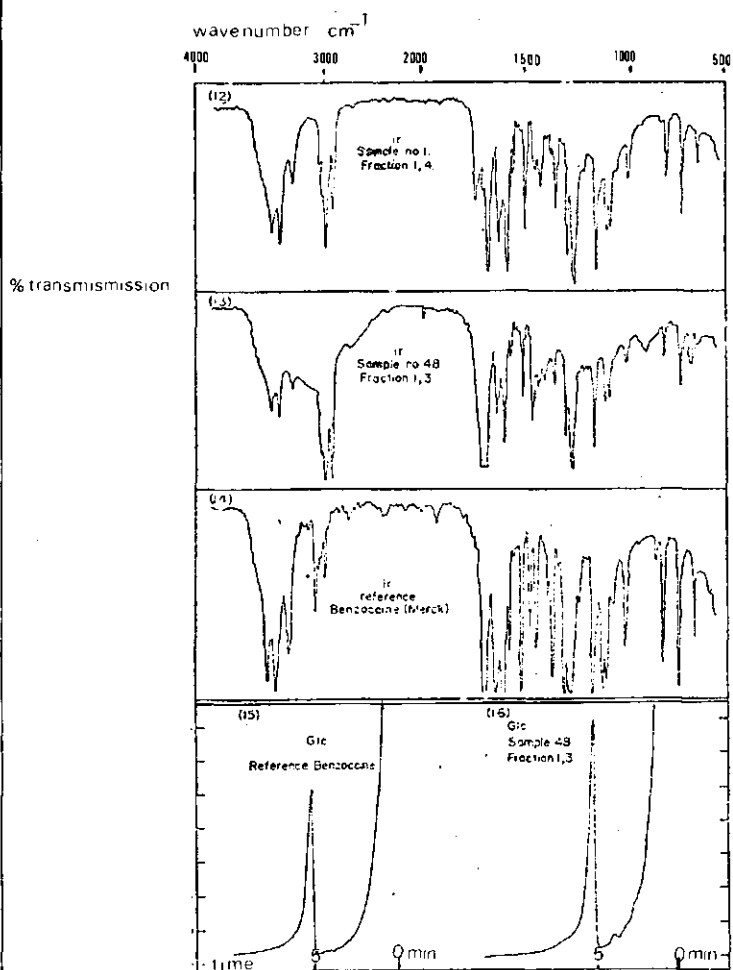 wavenumber cm⁻¹
4000 3000 2000 1500 1000 500
(12)
ir
Sample no 1.
Fraction 1,4.
% transmismission
(13)
ir
Sample no 48
Fraction 1,3
(14)
ir
reference
Benzocaine (Merck)
(15)
Glc
Reference Benzocaine
(16)
Glc
Sample 48
Fraction 1,3
time 5 0 min 5 0 min